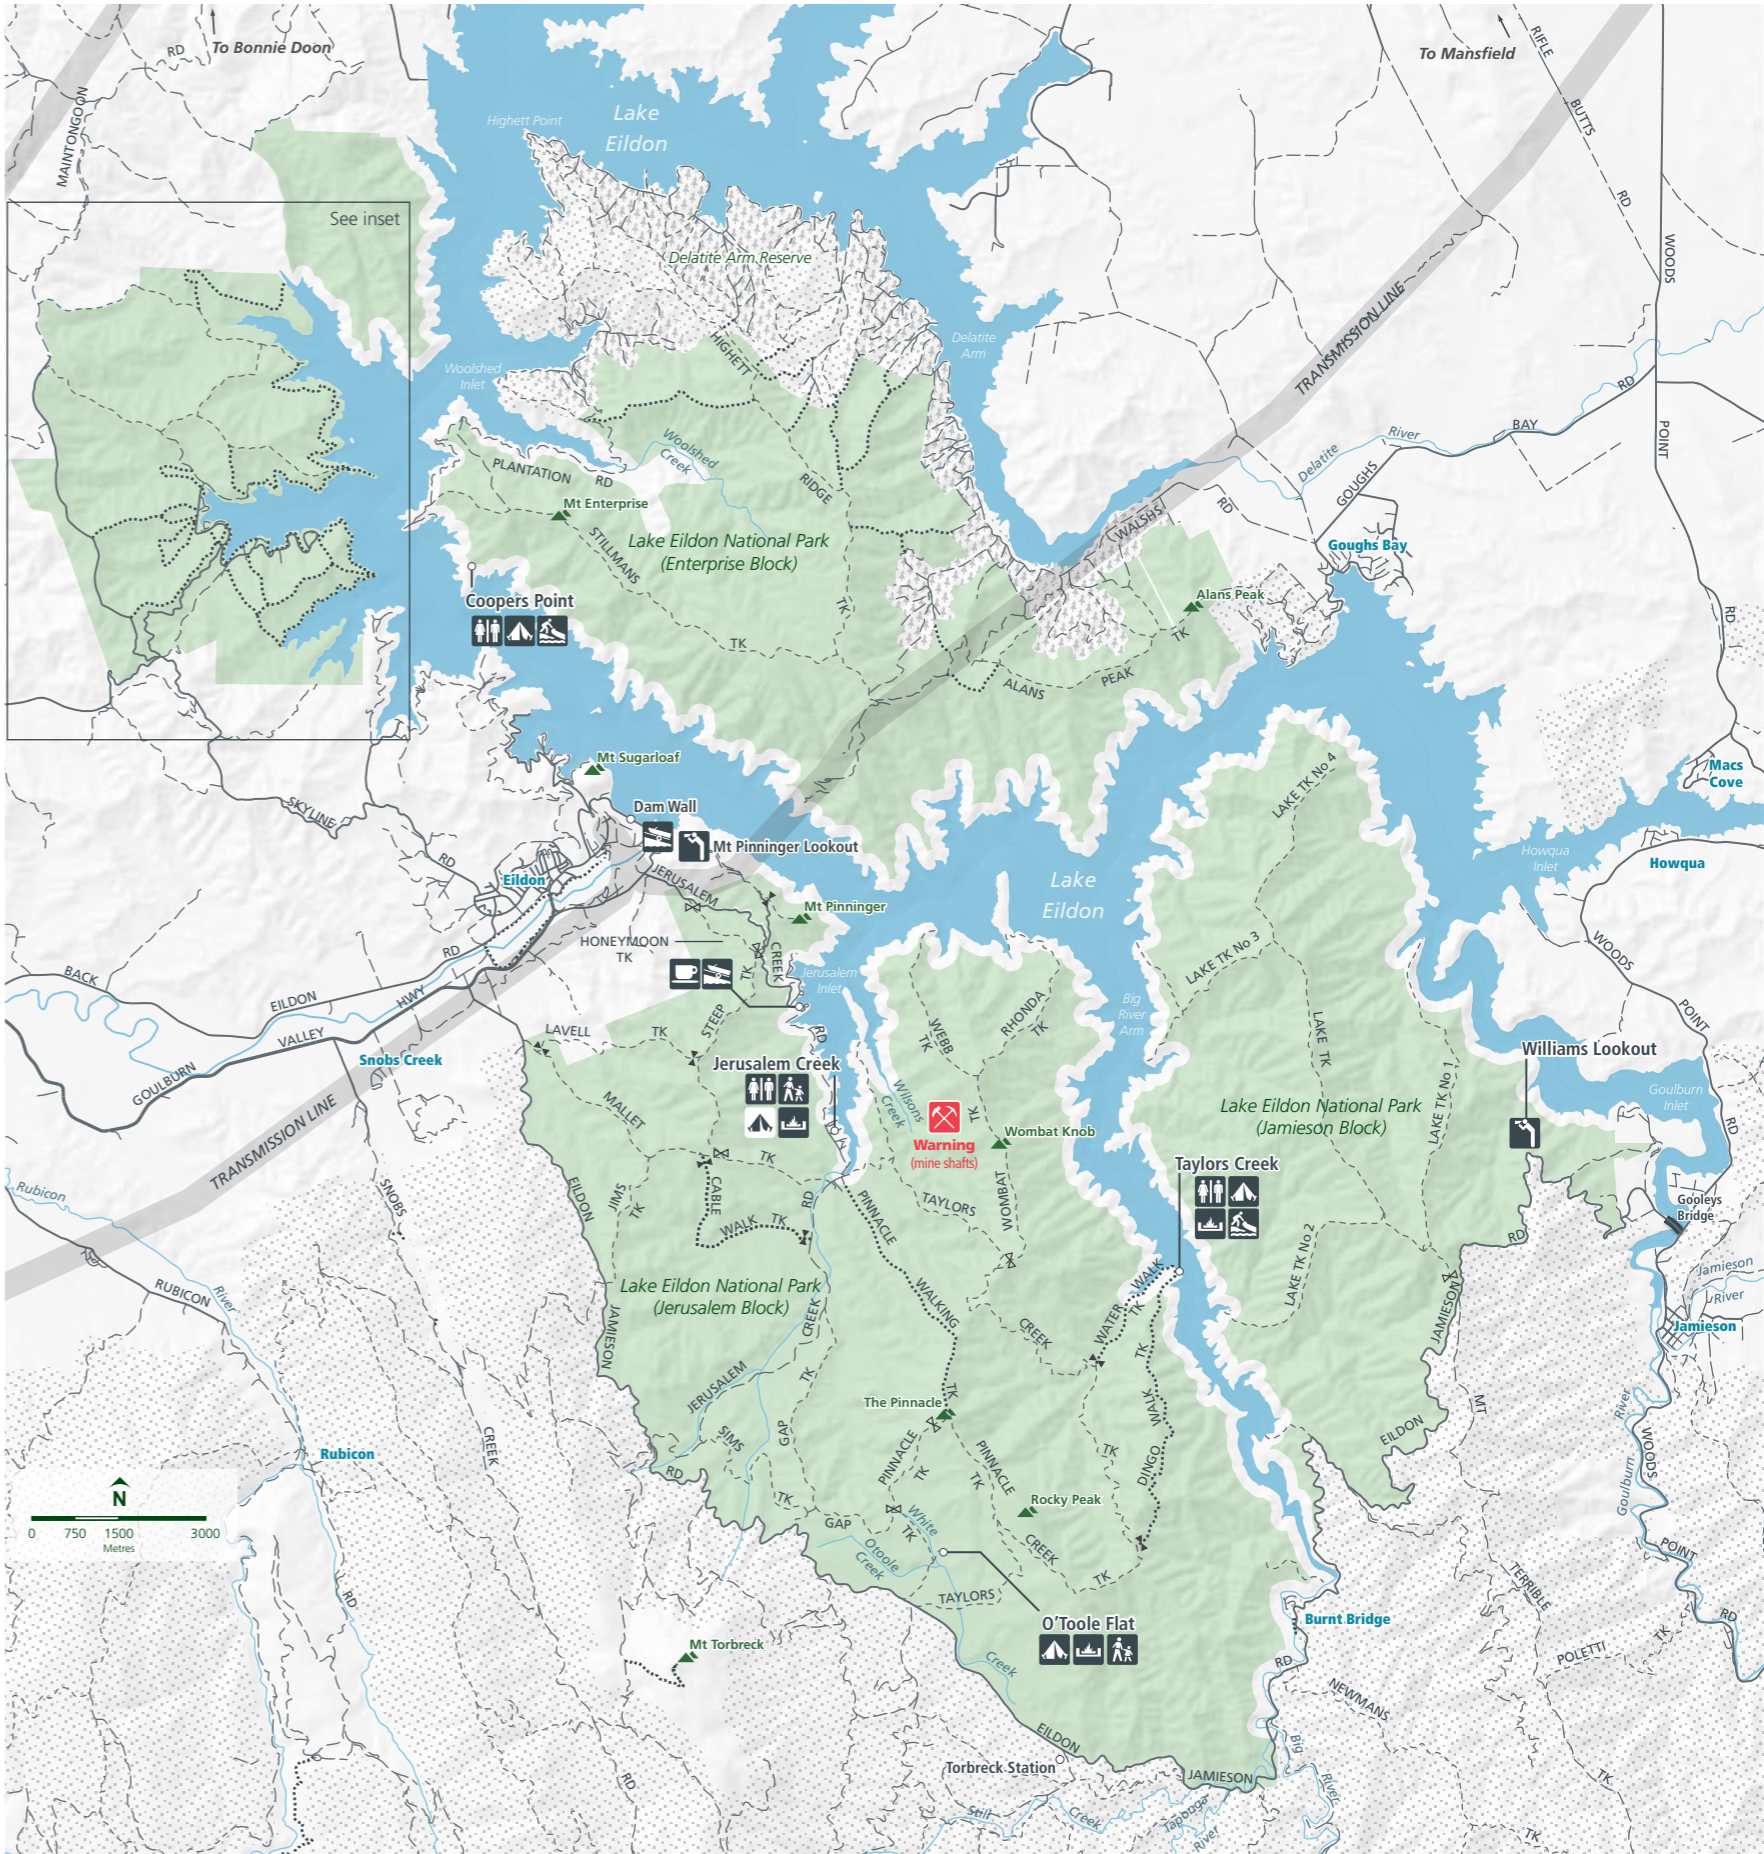 To Bonnie Doon
RD
MAINTONGOON
See inset
Highett Point
Lake
Eildon
To Mansfield
RIFLE
BUTTS
RD
WOODS
POINT
RD
Delatite Arm Reserve
Delatite
Arm
TRANSMISSION LINE
Woolshed
Inlet
HIGHETT
RIDGE
TK
Woolshed
Creek
PLANTATION
RD
Mt Enterprise
STILLMANS
TK
Lake Eildon National Park
(Enterprise Block)
Delatite
River
GOUGHS
BAY
RD
WALSHS
RD
Goughs Bay
Alans Peak
ALANS
PEAK
TK
Coopers Point
Macs
Cove
Howqua
Howqua
Inlet
Mt Sugarloaf
Dam Wall
Mt Pinninger Lookout
SKYLINE
RD
Eildon
JERUSALEM
CREEK
RD
Mt Pinninger
HONEYMOON
TK
Jerusalem
Inlet
Lake
Eildon
LAKE TK No 4
LAKE TK No 3
LAKE
TK
LAKE TK No 1
LAKE TK No 2
Big
River
Arm
BACK
EILDON
RD
GOULBURN
VALLEY
HWY
Snobs Creek
TRANSMISSION LINE
LAVELL
TK
STEEP
TK
Jerusalem Creek
WEBB
TK
RHONDA
TK
Wilsons
Creek
Warning
(mine shafts)
Wombat Knob
WOMBAT
TK
TAYLORS
CREEK
TK
Lake Eildon National Park
(Jamieson Block)
Williams Lookout
WOODS
POINT
RD
Goulburn
Inlet
Gooleys
Bridge
Jamieson
River
Jamieson
Taylors Creek
MALLET
TK
JIMS
TK
CABLE
WALK
TK
EILDON
JAMIESON
RD
Lake Eildon National Park
(Jerusalem Block)
JERUSALEM
CREEK
RD
PINNACLE
WALKING
TK
The Pinnacle
PINNACLE
TK
PINNACLE
TK
WATER
WALK
TK
DINGO
WALK
TK
Rocky Peak
CREEK
TK
SIMS
TK
GAP
TK
GAP
TK
White
Creek
Otoole
Creek
TAYLORS
O'Toole Flat
Burnt Bridge
EILDON
JAMIESON
RD
NEWMANS
Big
River
Torbreck Station
EILDON
JAMIESON
RD
Still
Creek
Taponga
River
Mt Torbreck
Rubicon
River
RUBICON
RD
Rubicon
SNOBS
CREEK
RD
N
0 750 1500 3000
Metres
MT
TERRIBLE
TK
POLETTI
TK
TK
Goulburn
River
WOODS
POINT
RD